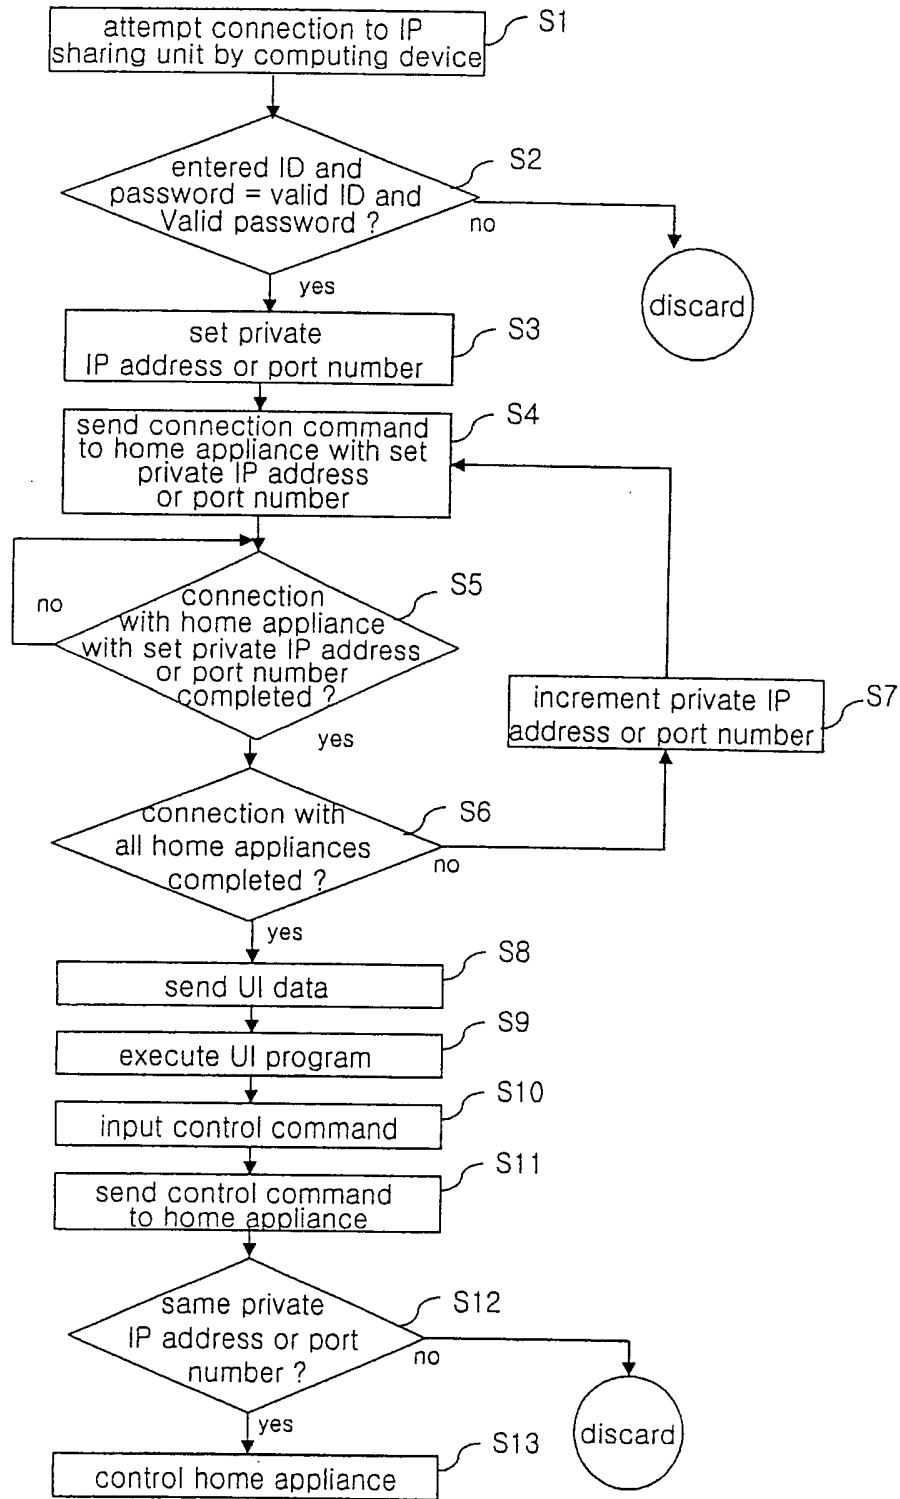 attempt connection to IP
sharing unit by computing device
S1
entered ID and
password = valid ID and
Valid password ?
S2
no
discard
yes
set private
IP address or port number
S3
send connection command
to home appliance with set
private IP address
or port number
S4
connection
with home appliance
with set private IP address
or port number
completed ?
S5
no
yes
increment private IP
address or port number
S7
connection with
all home appliances
completed ?
S6
no
yes
send UI data
S8
execute UI program
S9
input control command
S10
send control command
to home appliance
S11
same private
IP address or port
number ?
S12
no
discard
yes
control home appliance
S13